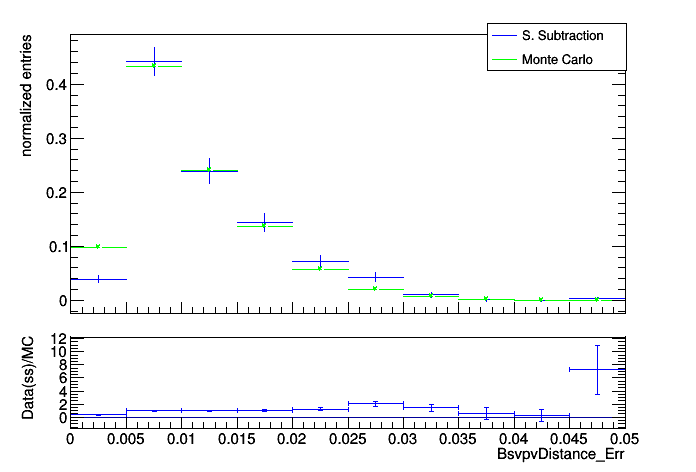 S. Subtraction
Monte Carlo
normalized entries
0.4
0.3
0.2
0.1
0
Data(ss)/MC
12
10
8
6
4
2
0
0 0.005 0.01 0.015 0.02 0.025 0.03 0.035 0.04 0.045 0.05
BsvpvDistance_Err